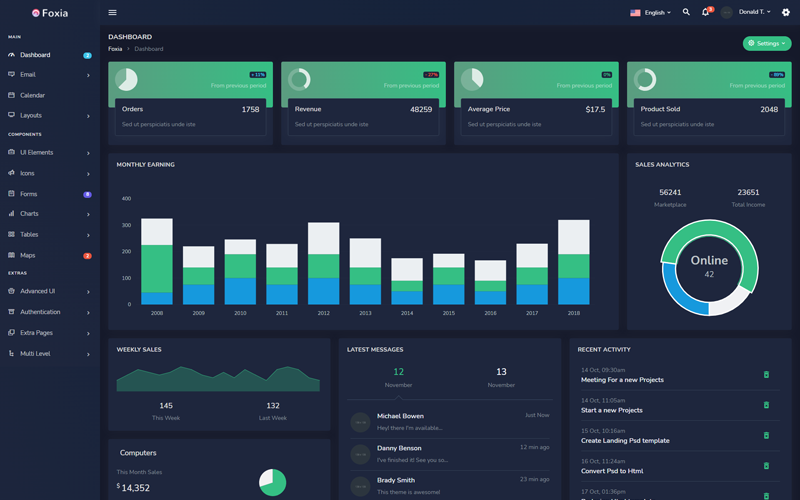 Foxia
English
3
Donald T.
MAIN
Dashboard
2
Email
Calendar
Layouts
COMPONENTS
UI Elements
Icons
Forms
8
Charts
Tables
Maps
2
EXTRAS
Advanced UI
Authentication
Extra Pages
Multi Level
DASHBOARD
Foxia > Dashboard
Settings
+ 11%
From previous period
Orders 1758
Sed ut perspiciatis unde iste
- 27%
From previous period
Revenue 48259
Sed ut perspiciatis unde iste
0%
From previous period
Average Price $17.5
Sed ut perspiciatis unde iste
- 89%
From previous period
Product Sold 2048
Sed ut perspiciatis unde iste
MONTHLY EARNING
400
300
200
100
0
2008 2009 2010 2011 2012 2013 2014 2015 2016 2017 2018
SALES ANALYTICS
56241 23651
Marketplace Total Income
Online
42
WEEKLY SALES
145 132
This Week Last Week
Computers
This Month Sales
$ 14,352
LATEST MESSAGES
12 13
November November
Michael Bowen Just Now
Hey! there I'm available...
Danny Benson 12 min ago
I've finished it! See you so...
Brady Smith 23 min ago
This theme is awesome!
RECENT ACTIVITY
14 Oct, 09:30am
Meeting For a new Projects
14 Oct, 11:05am
Start a new Projects
15 Oct, 10:16am
Create Landing Psd template
16 Oct, 11:24am
Convert Psd to Html
17 Oct, 01:36pm